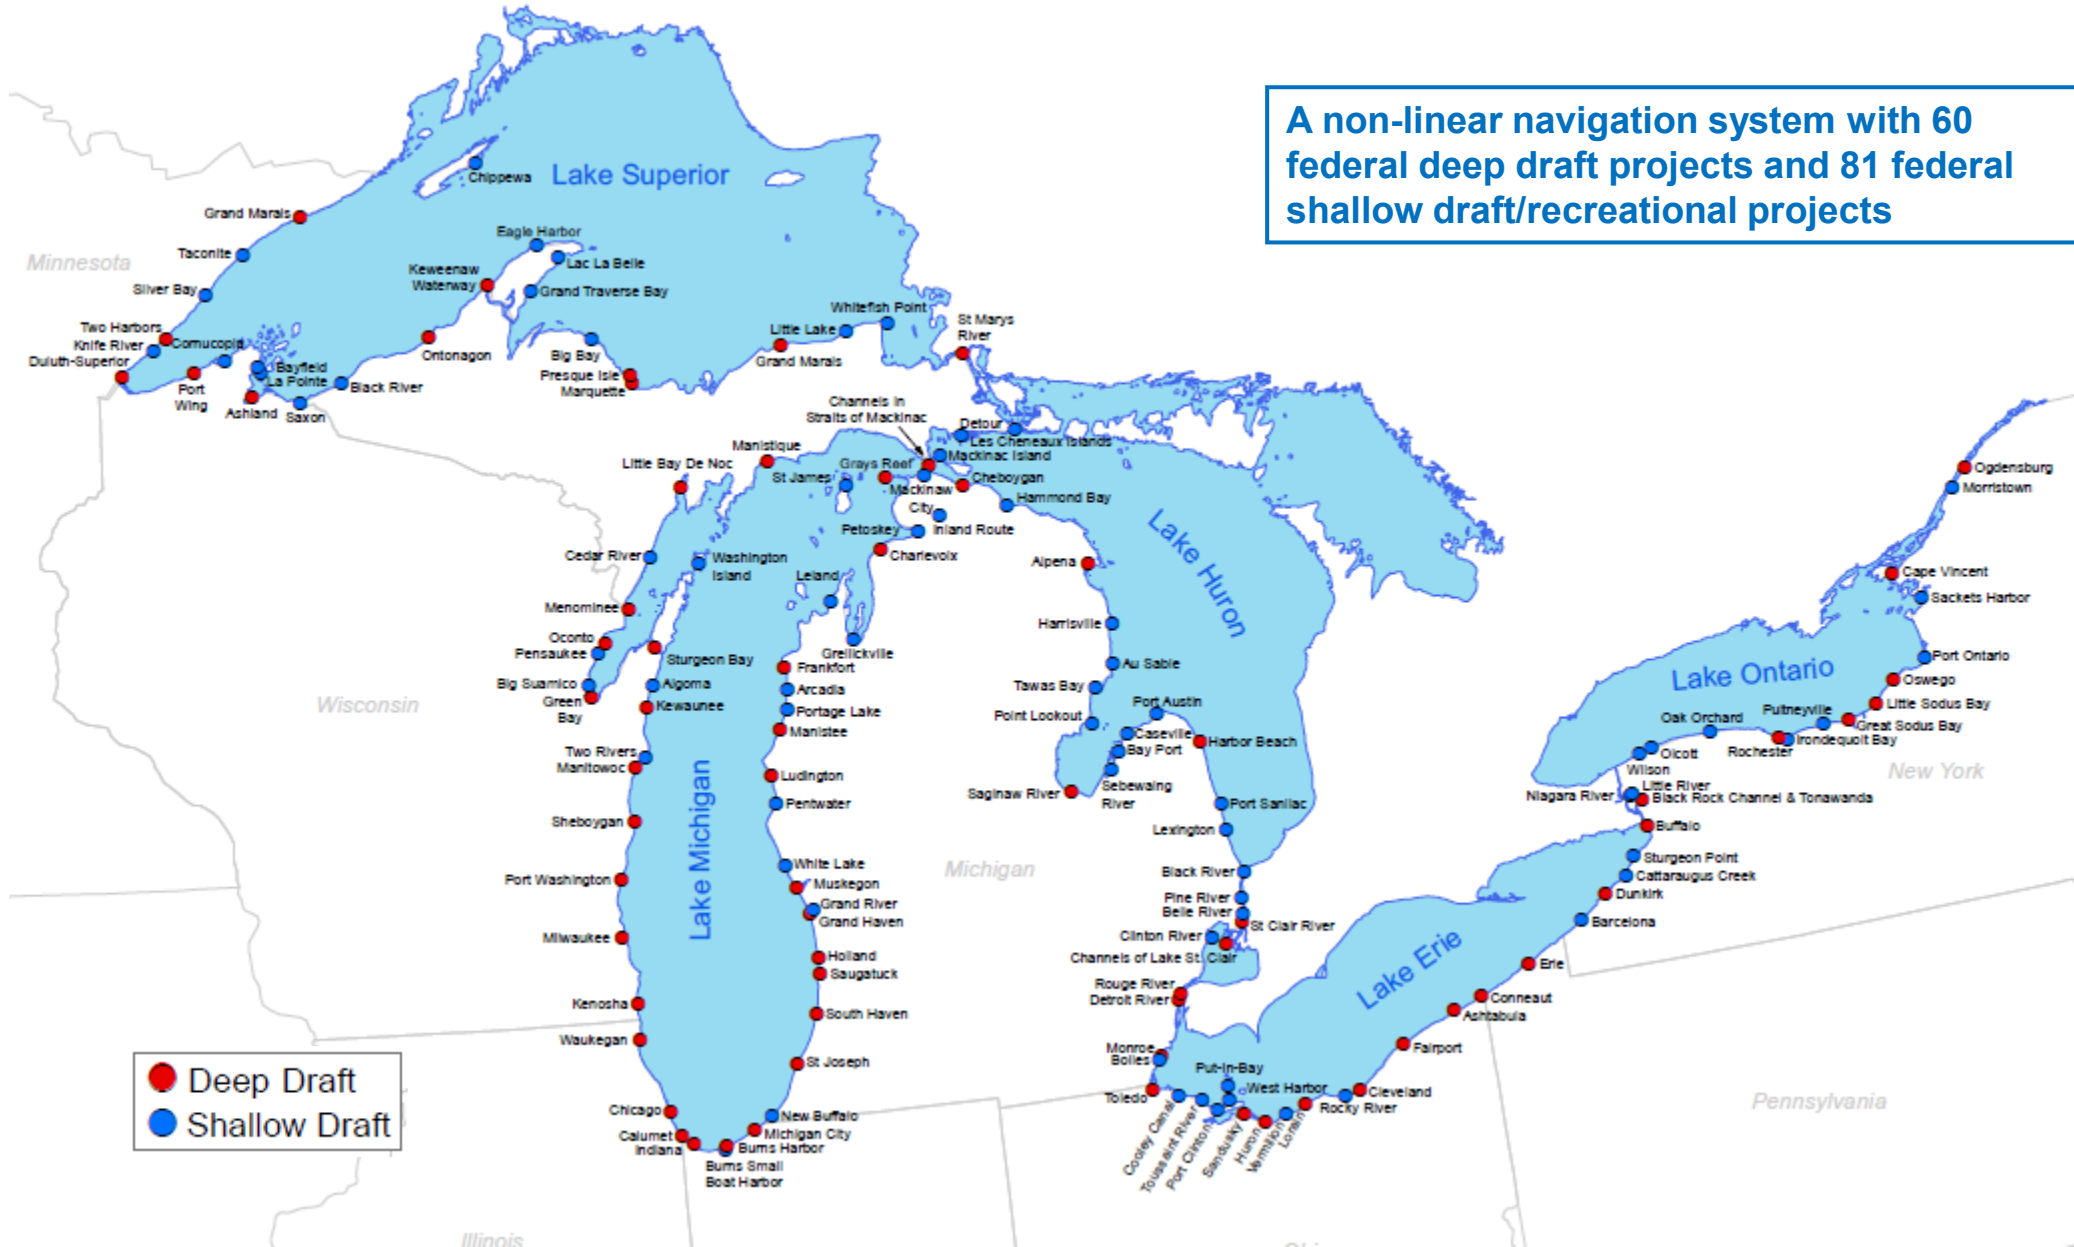 A non-linear navigation system with 60
federal deep draft projects and 81 federal
shallow draft/recreational projects
Lake Superior
Chippewa
Grand Marais
Taconite
Silver Bay
Two Harbors
Knife River
Duluth-Superior
Cornucopia
Port
Wing
Bayfield
La Pointe
Ashland
Saxon
Black River
Ontonagon
Keweenaw
Waterway
Eagle Harbor
Lac La Belle
Grand Traverse Bay
Big Bay
Presque Isle
Marquette
Grand Marais
Little Lake
Whitefish Point
St Marys
River
Minnesota
Wisconsin
Michigan
Illinois
New York
Pennsylvania
Channels in
Straits of Mackinac
Detour
Les Cheneaux Islands
Mackinac Island
Grays Reef
Mackinaw
City
Cheboygan
Hammond Bay
Inland Route
Petoskey
Charlevoix
St James
Manistique
Little Bay De Noc
Cedar River
Washington
Island
Leland
Menominee
Oconto
Pensaukee
Big Suamico
Green
Bay
Sturgeon Bay
Algoma
Kewaunee
Two Rivers
Manitowoc
Sheboygan
Port Washington
Milwaukee
Kenosha
Waukegan
Chicago
Calumet
Indiana
Burns Small
Boat Harbor
Burns Harbor
Michigan City
New Buffalo
St Joseph
South Haven
Saugatuck
Holland
Grand Haven
Grand River
Muskegon
White Lake
Pentwater
Ludington
Manistee
Portage Lake
Arcadia
Frankfort
Greilickville
Lake Michigan
Lake Huron
Alpena
Harrisville
Au Sable
Tawas Bay
Point Lookout
Saginaw River
Sebewaing
River
Bay Port
Caseville
Port Austin
Harbor Beach
Port Sanilac
Lexington
Black River
Pine River
Belle River
St Clair River
Clinton River
Channels of Lake St. Clair
Rouge River
Detroit River
Monroe
Bolles
Toledo
Cooley Canal
Toussaint River
Port Clinton
Put-In-Bay
West Harbor
Sandusky
Huron
Vermilion
Lorain
Rocky River
Cleveland
Fairport
Ashtabula
Conneaut
Erie
Barcelona
Dunkirk
Cattaraugus Creek
Sturgeon Point
Buffalo
Lake Erie
Black Rock Channel & Tonawanda
Little River
Niagara River
Wilson
Olcott
Oak Orchard
Rochester
Irondequoit Bay
Putneyville
Great Sodus Bay
Little Sodus Bay
Oswego
Port Ontario
Sackets Harbor
Cape Vincent
Morristown
Ogdensburg
Lake Ontario
Deep Draft
Shallow Draft